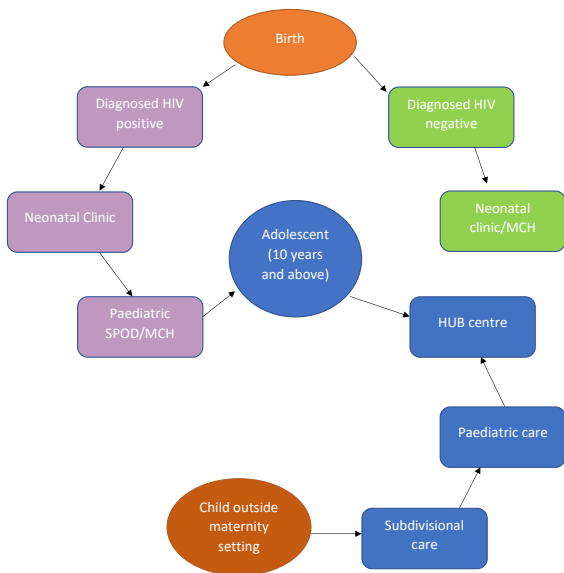 Birth
Diagnosed HIV
positive
Diagnosed HIV
negative
Neonatal Clinic
Adolescent
(10 years
and above)
Neonatal
clinic/MCH
Paediatric
SPOD/MCH
HUB centre
Paediatric care
Child outside
maternity
setting
Subdivisional
care